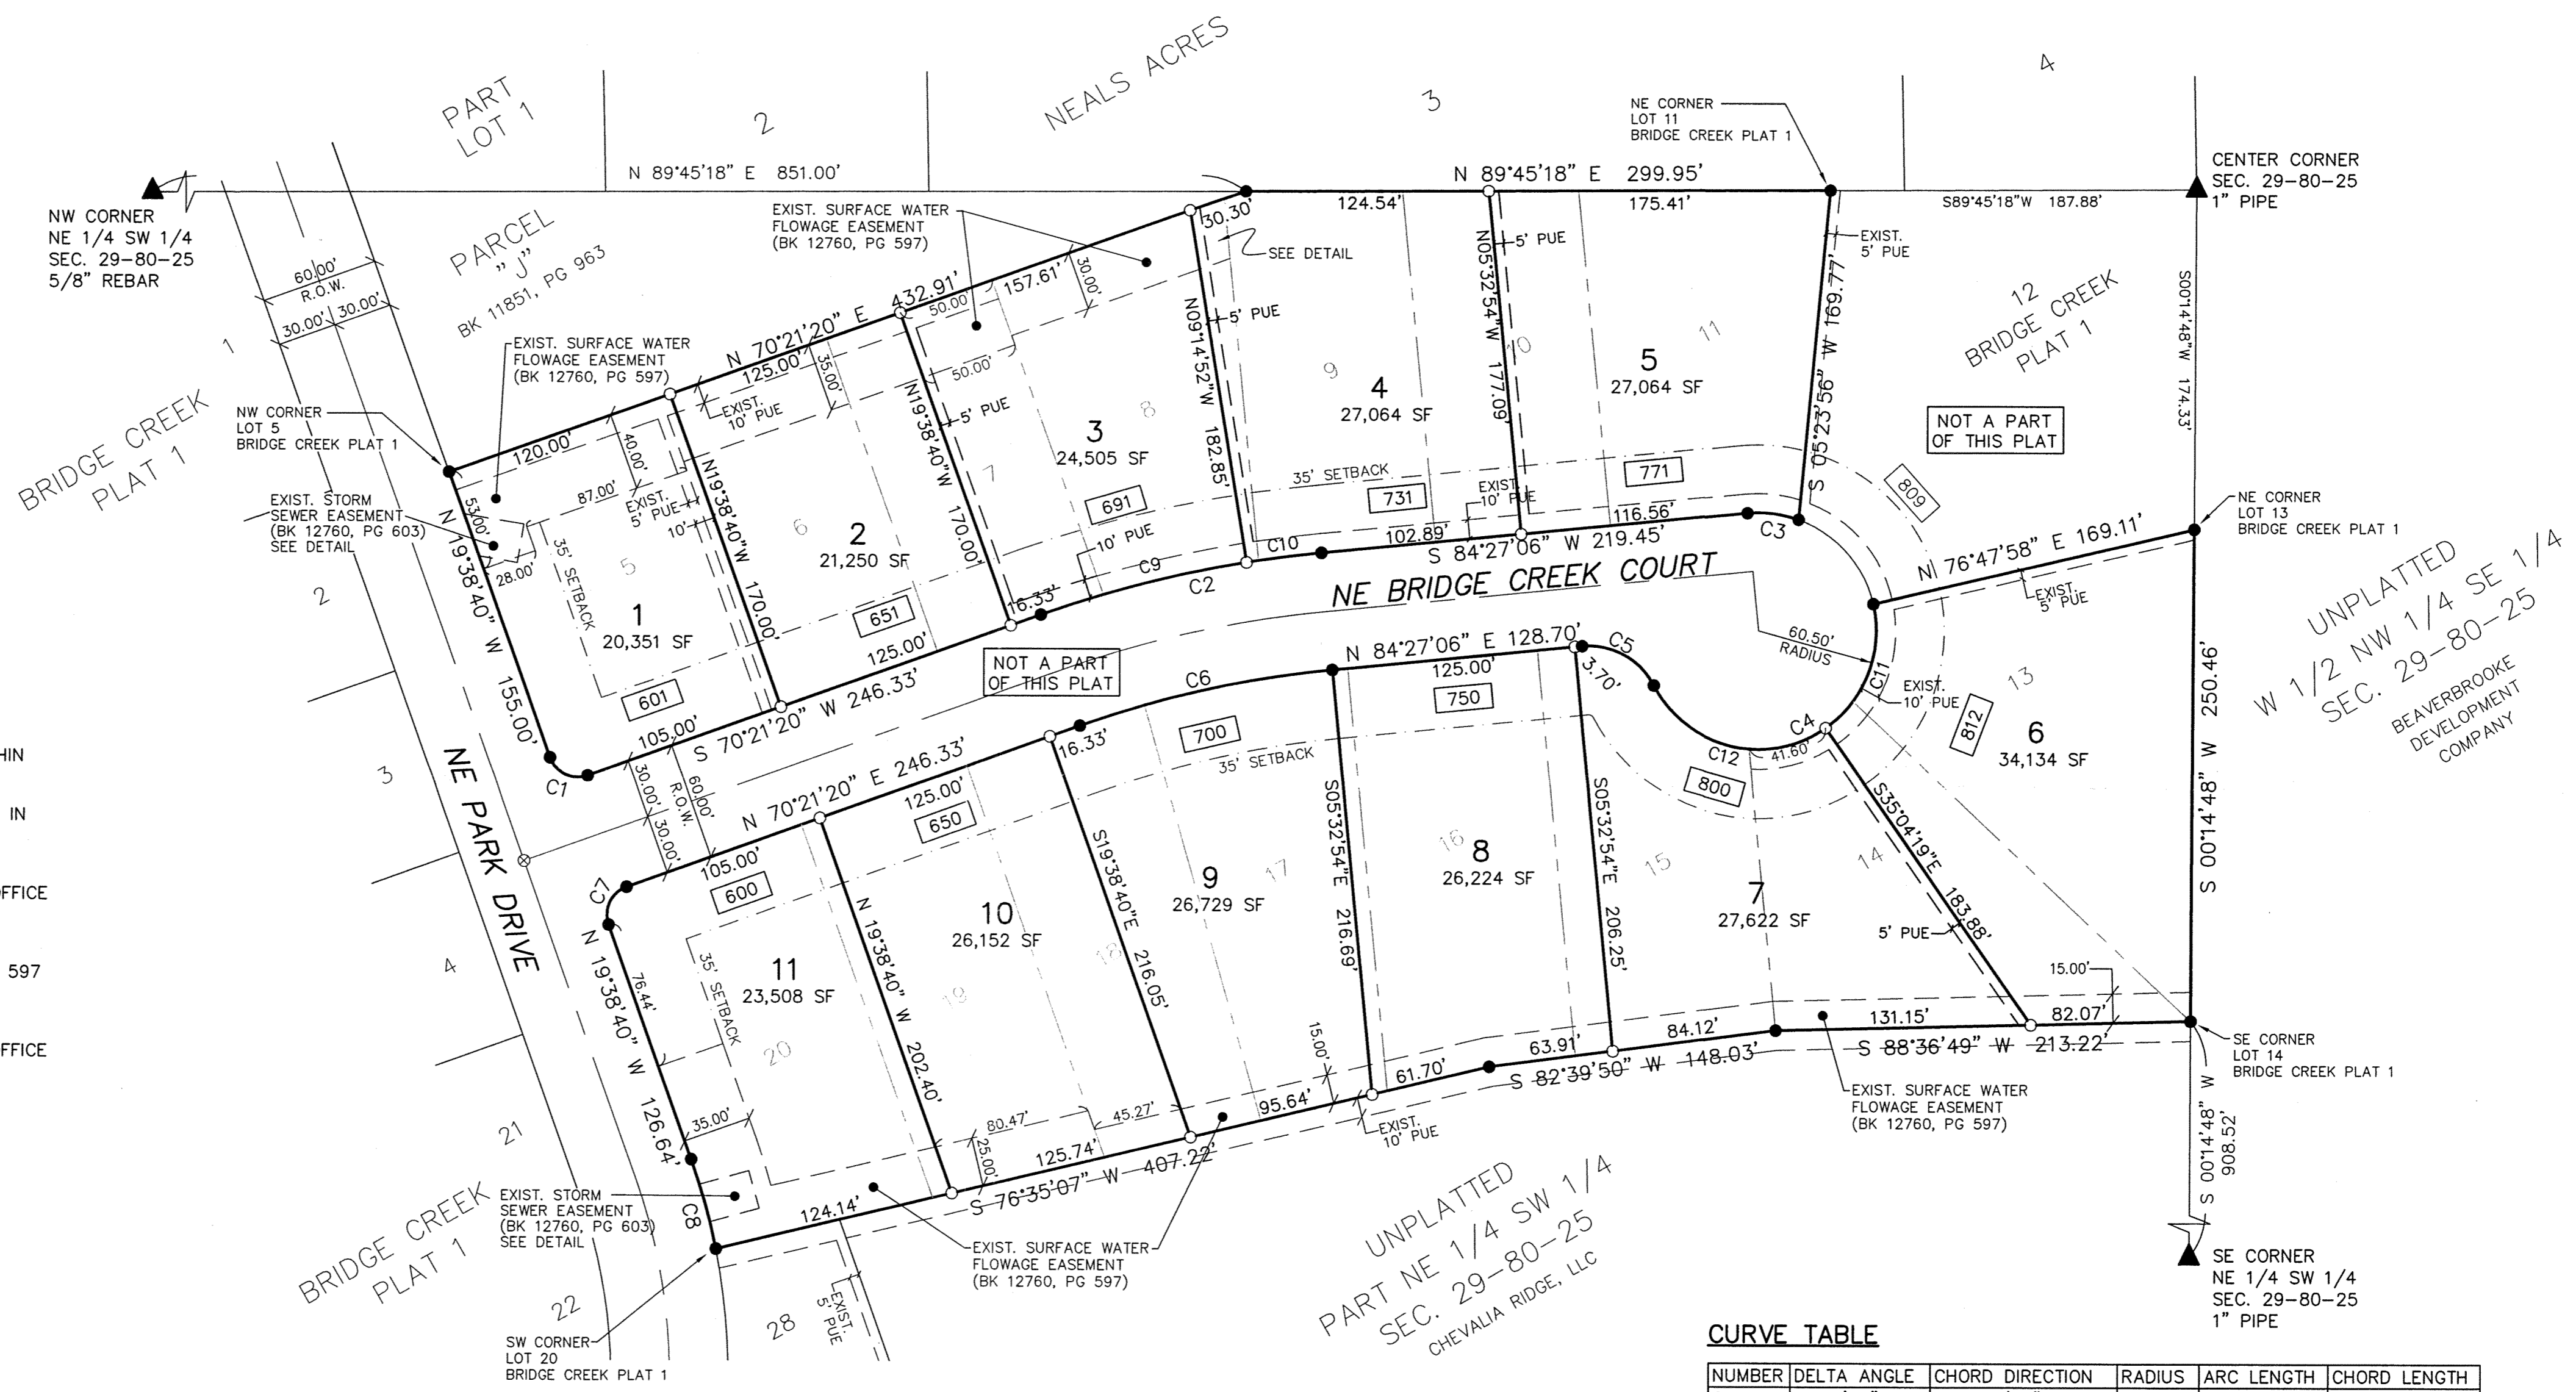 PART
LOT 1
2
NEALS ACRES
3
4
N 89°45'18" E 851.00'
NE CORNER
LOT 11
BRIDGE CREEK PLAT 1
N 89°45'18" E 299.95'
CENTER CORNER
SEC. 29-80-25
1" PIPE
NW CORNER
NE 1/4 SW 1/4
SEC. 29-80-25
5/8" REBAR
124.54'
175.41'
S89°45'18"W 187.88'
PARCEL
"J"
BK 11851, PG 963
EXIST. SURFACE WATER
FLOWAGE EASEMENT
(BK 12760, PG 597)
30.30'
SEE DETAIL
5' PUE
EXIST.
5' PUE
60.00'
R.O.W.
30.00'
30.00'
1
BRIDGE CREEK
PLAT 1
EXIST. SURFACE WATER
FLOWAGE EASEMENT
(BK 12760, PG 597)
N 70°21'20" E 432.91'
120.00'
125.00'
157.61'
50.00'
50.00'
30.00'
35.00'
40.00'
87.00'
EXIST.
10' PUE
EXIST.
5' PUE
10'
5' PUE
5' PUE
N19°38'40"W 170.00'
N19°38'40"W 170.00'
N09°14'52"W 182.85'
N05°32'54"W 177.09'
S 05°23'56" W 169.77'
S00°14'48"W 174.33'
12
BRIDGE CREEK
PLAT 1
NOT A PART
OF THIS PLAT
NW CORNER
LOT 5
BRIDGE CREEK PLAT 1
EXIST. STORM
SEWER EASEMENT
(BK 12760, PG 603)
SEE DETAIL
53.00'
28.00'
N 19°38'40" W 155.00'
35' SETBACK
5
1
20,351 SF
601
6
2
21,250 SF
651
7
8
3
24,505 SF
691
10' PUE
9
4
27,064 SF
35' SETBACK
731
EXIST.
10' PUE
10
11
5
27,064 SF
771
809
NE CORNER
LOT 13
BRIDGE CREEK PLAT 1
N 76°47'58" E 169.11'
EXIST.
5' PUE
UNPLATTED
W 1/2 NW 1/4 SE 1/4
SEC. 29-80-25
BEAVERBROOKE
DEVELOPMENT
COMPANY
2
3
4
21
22
28
C1
105.00'
S 70°21'20" W 246.33'
125.00'
16.33'
C9
C2
C10
102.89'
S 84°27'06" W 219.45'
116.56'
C3
NE BRIDGE CREEK COURT
NOT A PART
OF THIS PLAT
60.50'
RADIUS
C11
EXIST.
10' PUE
C4
41.60'
C12
C5
3.70'
N 84°27'06" E 128.70'
125.00'
750
C6
700
35' SETBACK
16.33'
N 70°21'20" E 246.33'
125.00'
650
105.00'
600
30.00'
30.00'
60.00'
R.O.W.
C7
NE PARK DRIVE
800
812
13
6
34,134 SF
S 00°14'48" W 250.46'
S35°04'19"E 183.88'
5' PUE
14
15
7
27,622 SF
S05°32'54"E 206.25'
16
8
26,224 SF
S05°32'54"E 216.69'
17
9
26,729 SF
S19°38'40"E 216.05'
18
10
26,152 SF
19
N 19°38'40" W 202.40'
11
23,508 SF
20
35' SETBACK
76.44'
N 19°38'40" W 126.64'
35.00'
C8
HIN
IN
OFFICE
597
OFFICE
15.00'
82.07'
131.15'
S 88°36'49" W 213.22'
84.12'
63.91'
S 82°39'50" W 148.03'
61.70'
15.00'
95.64'
EXIST.
10' PUE
45.27'
80.47'
25.00'
125.74'
S 76°35'07" W 407.22'
124.14'
SE CORNER
LOT 14
BRIDGE CREEK PLAT 1
S 00°14'48" W
908.52'
EXIST. SURFACE WATER
FLOWAGE EASEMENT
(BK 12760, PG 597)
EXIST. STORM
SEWER EASEMENT
(BK 12760, PG 603)
SEE DETAIL
BRIDGE CREEK
PLAT 1
EXIST. SURFACE WATER
FLOWAGE EASEMENT
(BK 12760, PG 597)
EXIST.
5' PUE
UNPLATTED
PART NE 1/4 SW 1/4
SEC. 29-80-25
CHEVALIA RIDGE, LLC
SE CORNER
NE 1/4 SW 1/4
SEC. 29-80-25
1" PIPE
SW CORNER
LOT 20
BRIDGE CREEK PLAT 1
CURVE TABLE
NUMBER DELTA ANGLE CHORD DIRECTION RADIUS ARC LENGTH CHORD LENGTH